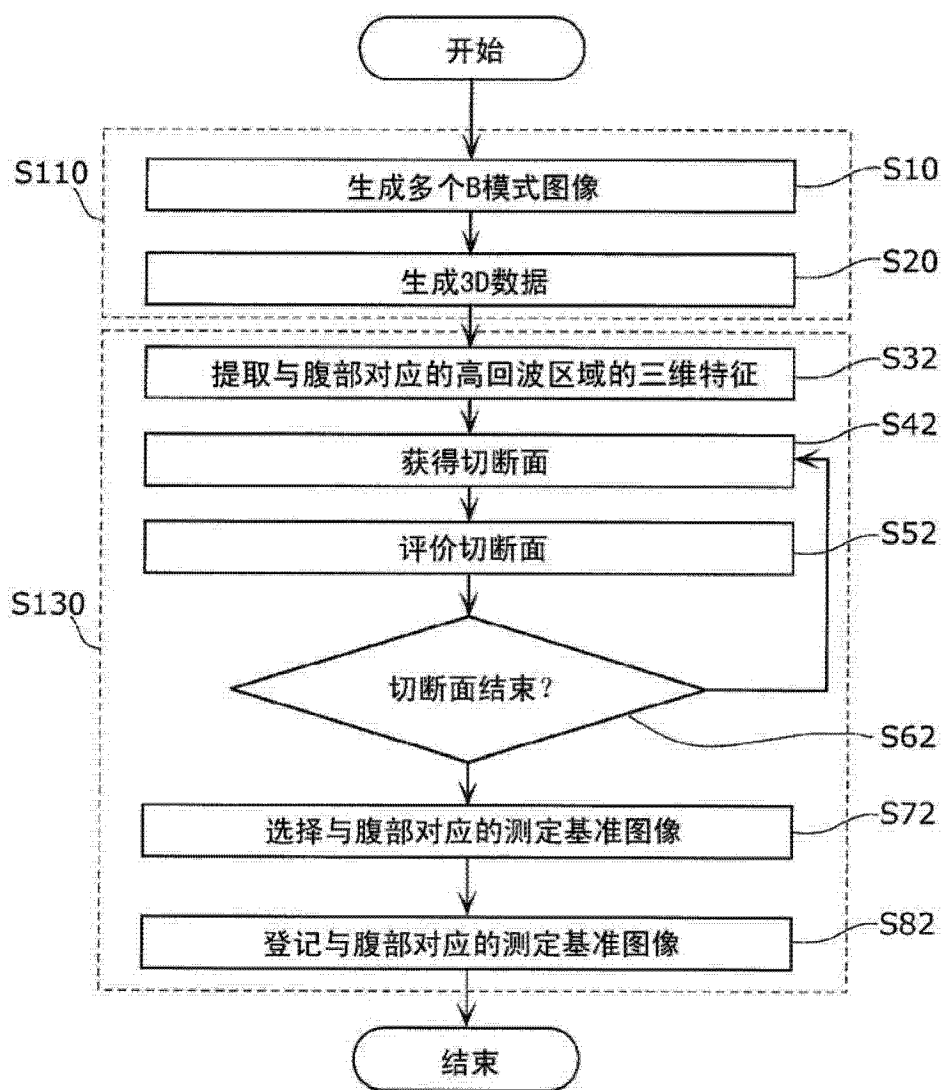 开始
S110
S10
生成多个B模式图像
S20
生成3D数据
S32
提取与腹部对应的高回波区域的三维特征
S42
获得切断面
S52
评价切断面
S130
切断面结束?
S62
S72
选择与腹部对应的测定基准图像
S82
登记与腹部对应的测定基准图像
结束